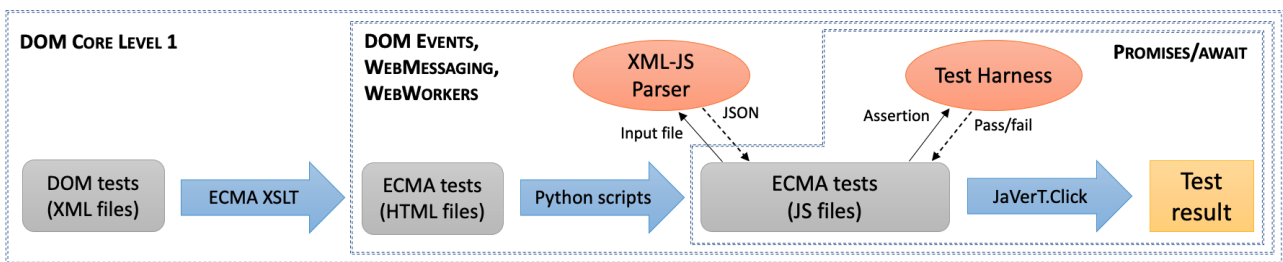 DOM CORE LEVEL 1
DOM EVENTS,
WEBMESSAGING,
WEBWORKERS
PROMISES/AWAIT
XML-JS
Parser
Test Harness
Input file
JSON
Assertion
Pass/fail
DOM tests
(XML files)
ECMA XSLT
ECMA tests
(HTML files)
Python scripts
ECMA tests
(JS files)
JaVerT.Click
Test
result